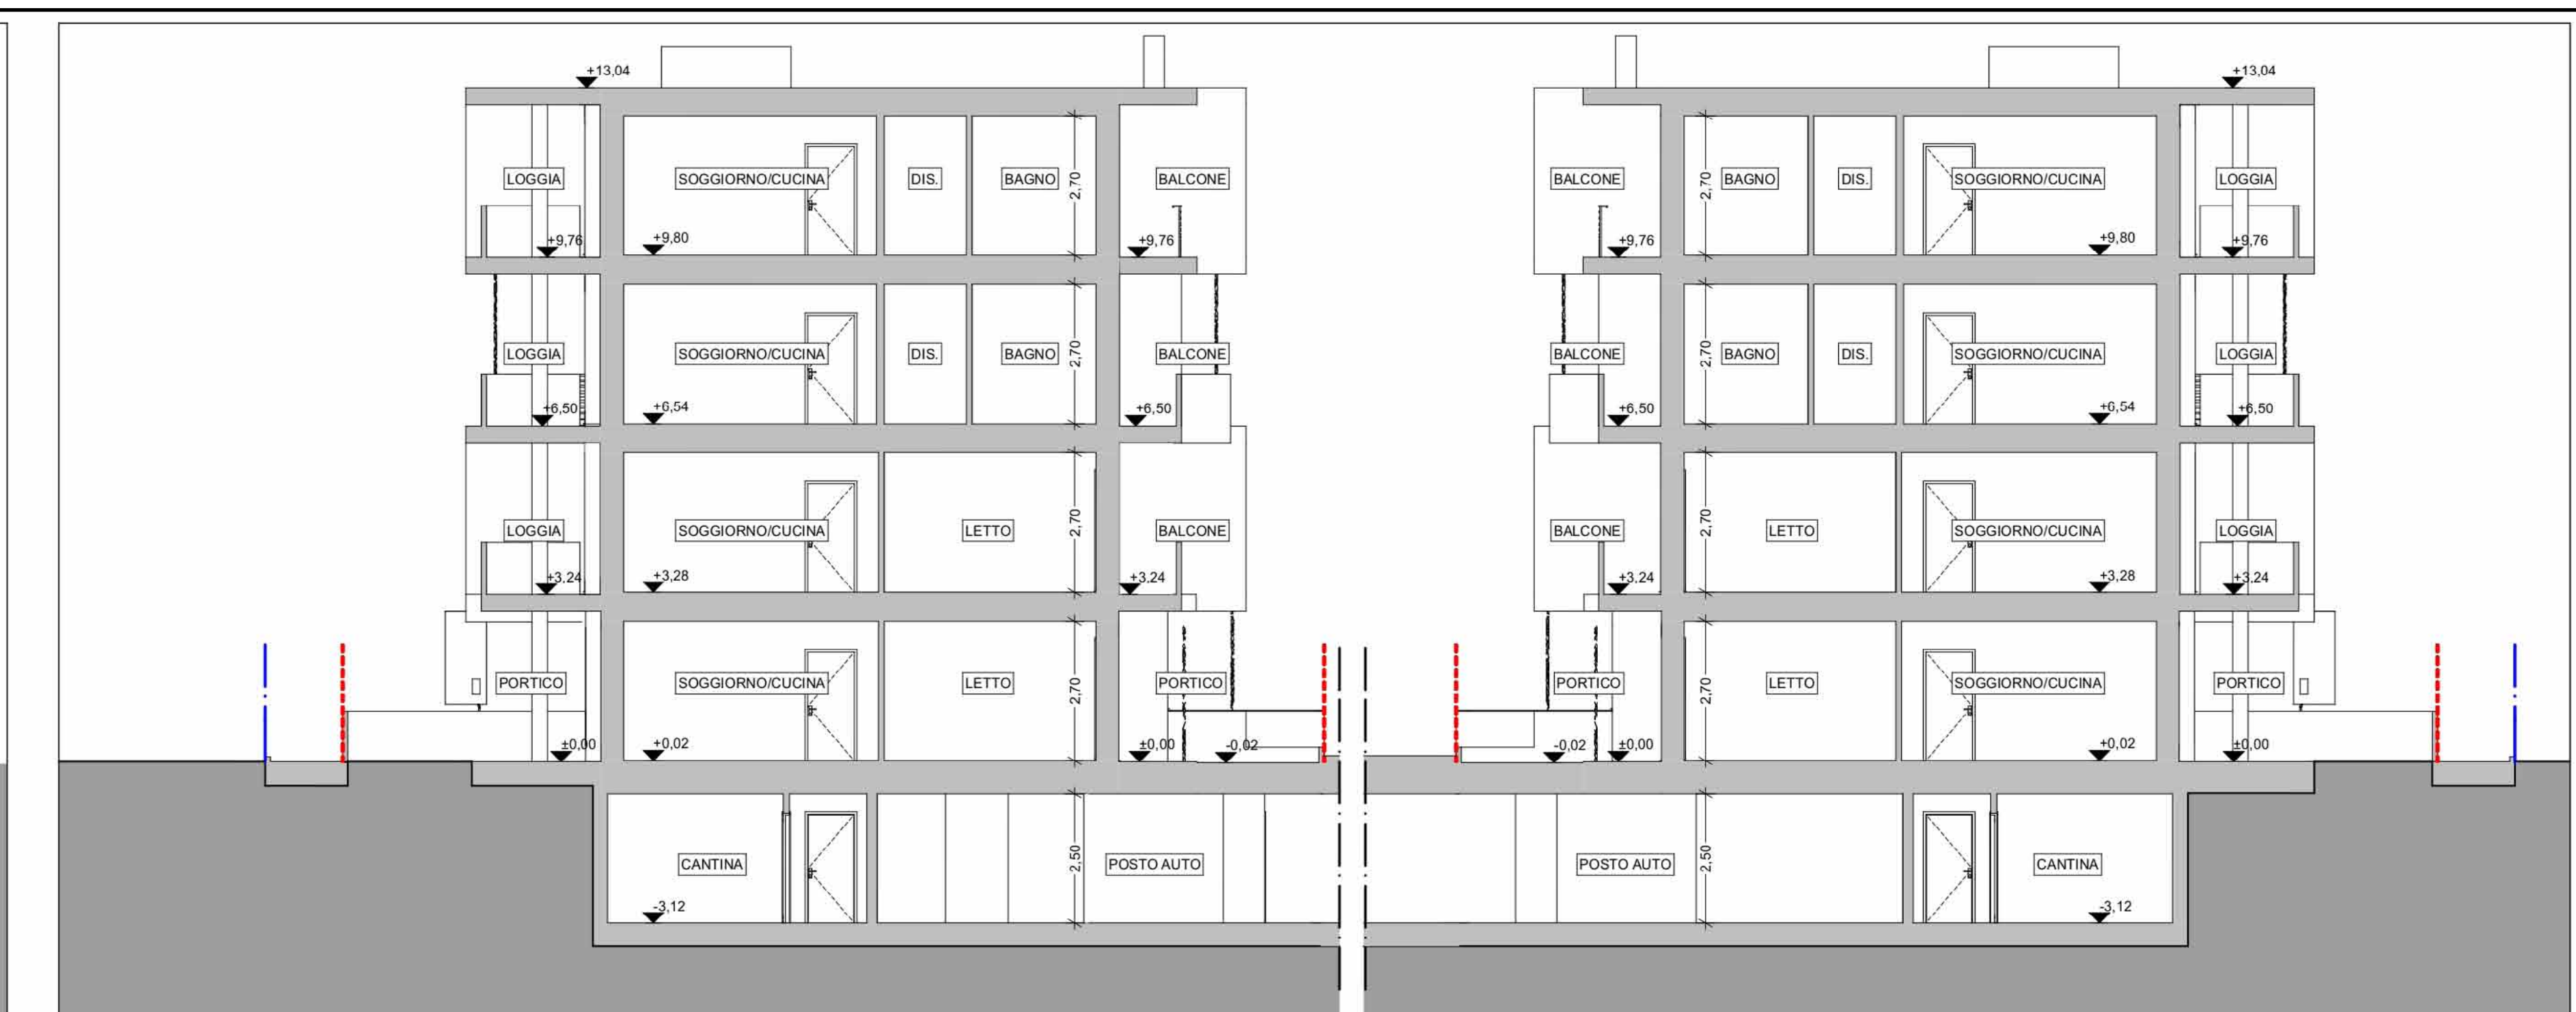 +13,04
+13,04
LOGGIA
SOGGIORNO/CUCINA
DIS.
BAGNO
2,70
BALCONE
BALCONE
2,70
BAGNO
DIS.
SOGGIORNO/CUCINA
LOGGIA
+9,76
+9,80
+9,76
+9,76
+9,80
+9,76
LOGGIA
SOGGIORNO/CUCINA
DIS.
BAGNO
2,70
BALCONE
BALCONE
2,70
BAGNO
DIS.
SOGGIORNO/CUCINA
LOGGIA
+6,50
+6,54
+6,50
+6,50
+6,54
+6,50
LOGGIA
SOGGIORNO/CUCINA
LETTO
2,70
BALCONE
BALCONE
2,70
LETTO
SOGGIORNO/CUCINA
LOGGIA
+3,24
+3,28
+3,24
+3,24
+3,28
+3,24
PORTICO
SOGGIORNO/CUCINA
LETTO
2,70
PORTICO
PORTICO
2,70
LETTO
SOGGIORNO/CUCINA
PORTICO
±0,00
+0,02
±0,00
-0,02
-0,02
±0,00
+0,02
±0,00
CANTINA
2,50
POSTO AUTO
POSTO AUTO
2,50
CANTINA
-3,12
-3,12